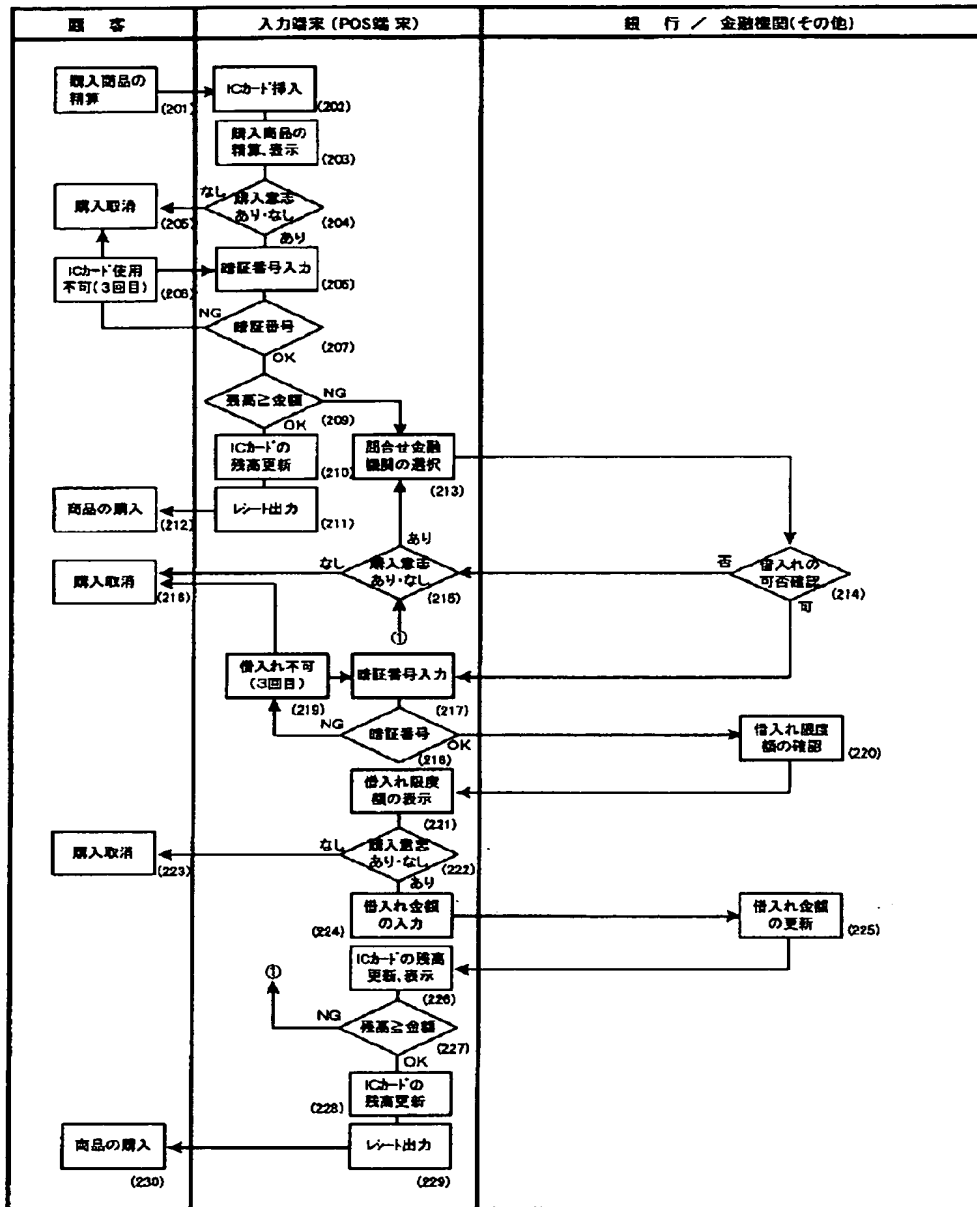 顧 客
入力端末 (POS端 末)
銀 行 / 金融機関(その他)
購入商品の
精算
(201)
ICカード挿入
(202)
購入商品の
精算、表示
(203)
なし
購入意志
あり・なし
(204)
あり
購入取消
(205)
ICカード使用
不可(3回目)
(208)
暗証番号入力
(206)
NG
暗証番号
(207)
OK
残高≧金額
NG
(209)
OK
ICカードの
残高更新
(210)
問合せ金融
機関の選択
(213)
商品の購入
(212)
レシート出力
(211)
あり
購入取消
(216)
なし
購入意志
あり・なし
(215)
否
借入れの
可否確認
(214)
可
①
借入れ不可
(3回目)
(219)
暗証番号入力
(217)
NG
暗証番号
OK
(218)
借入れ限度
額の確認
(220)
借入れ限度
額の表示
(221)
購入取消
(223)
なし
購入意志
あり・なし
(222)
あり
借入れ金額
の入力
(224)
借入れ金額
の更新
(225)
①
ICカードの残高
更新、表示
(226)
NG
残高≧金額
(227)
OK
ICカードの
残高更新
(228)
商品の購入
(230)
レシート出力
(229)